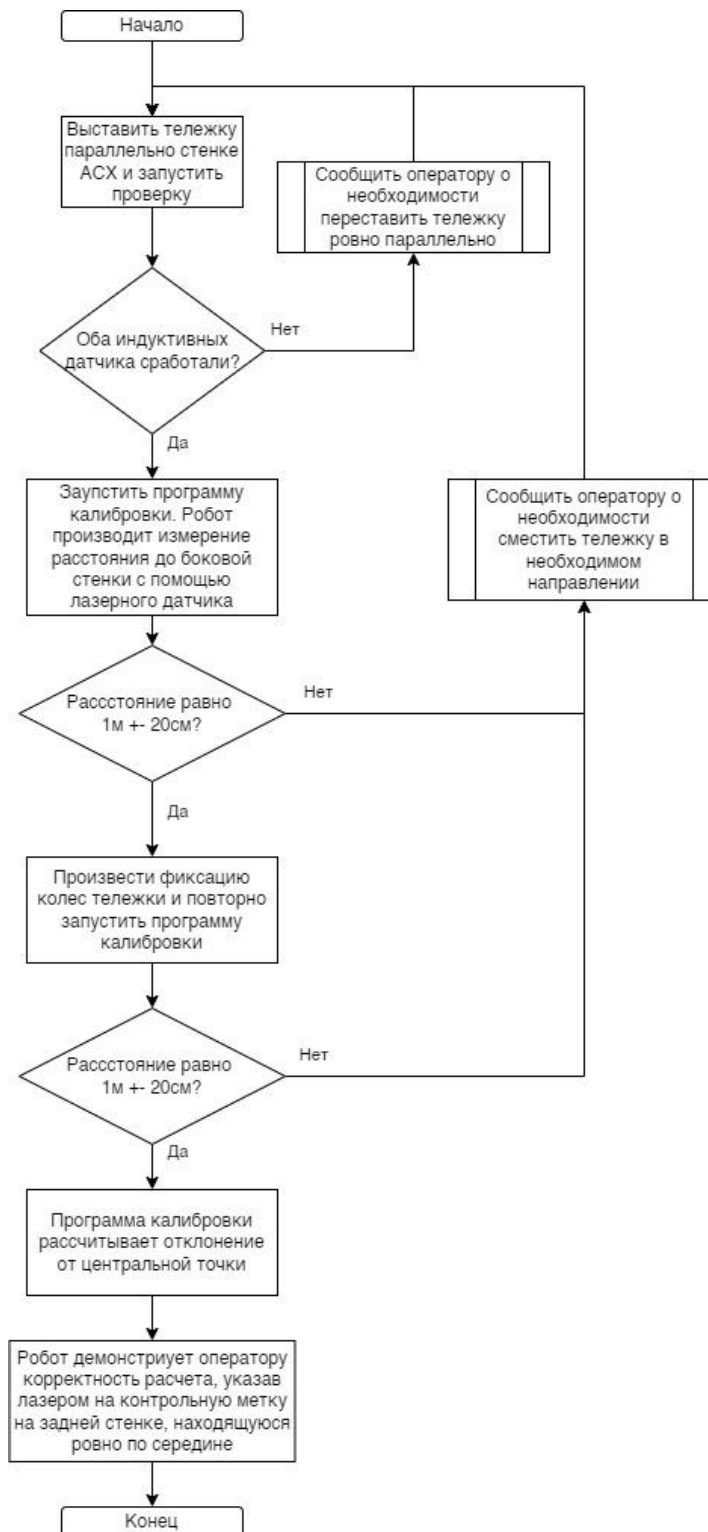 Начало
Выставить тележку
параллельно стенке
АСХ и запустить
проверку
Сообщить оператору о
необходимости
переставить тележку
ровно параллельно
Оба индуктивных
датчика сработали?
Нет
Да
Заупстить программу
калибровки. Робот
производит измерение
расстояния до боковой
стенки с помощью
лазерного датчика
Сообщить оператору о
необходимости
сместить тележку в
необходимом
направлении
Рассстояние равно
1м +- 20см?
Нет
Да
Произвести фиксацию
колес тележки и повторно
запустить программу
калибровки
Рассстояние равно
1м +- 20см?
Нет
Да
Программа калибровки
рассчитывает отклонение
от центральной точки
Робот демонстриует оператору
корректность расчета, указав
лазером на контрольную метку
на задней стенке, находящуюся
ровно по середине
Конец